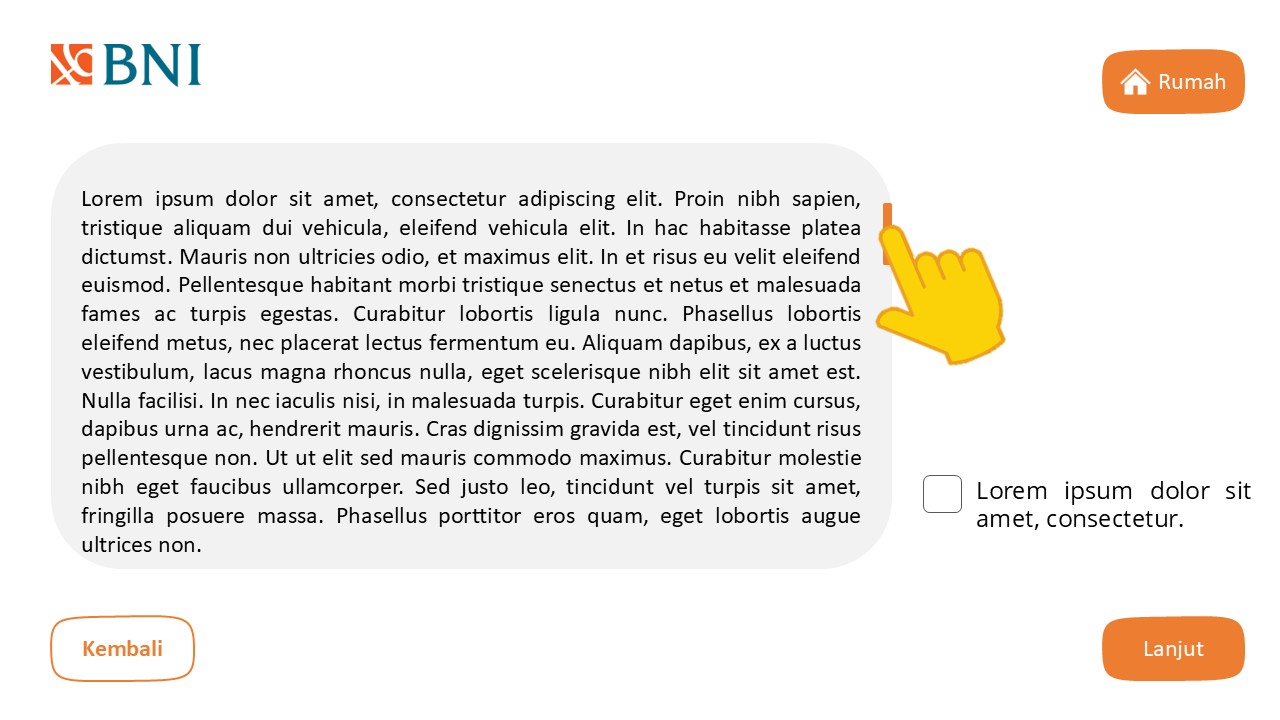 BNI
Rumah
Lorem ipsum dolor sit amet, consectetur adipiscing elit. Proin nibh sapien,
tristique aliquam dui vehicula, eleifend vehicula elit. In hac habitasse platea
dictumst. Mauris non ultricies odio, et maximus elit. In et risus eu velit eleifend
euismod. Pellentesque habitant morbi tristique senectus et netus et malesuada
fames ac turpis egestas. Curabitur lobortis ligula nunc. Phasellus lobortis
eleifend metus, nec placerat lectus fermentum eu. Aliquam dapibus, ex a luctus
vestibulum, lacus magna rhoncus nulla, eget scelerisque nibh elit sit amet est.
Nulla facilisi. In nec iaculis nisi, in malesuada turpis. Curabitur eget enim cursus,
dapibus urna ac, hendrerit mauris. Cras dignissim gravida est, vel tincidunt risus
pellentesque non. Ut ut elit sed mauris commodo maximus. Curabitur molestie
nibh eget faucibus ullamcorper. Sed justo leo, tincidunt vel turpis sit amet,
fringilla posuere massa. Phasellus porttitor eros quam, eget lobortis augue
ultrices non.
Lorem ipsum dolor sit
amet, consectetur.
Kembali
Lanjut